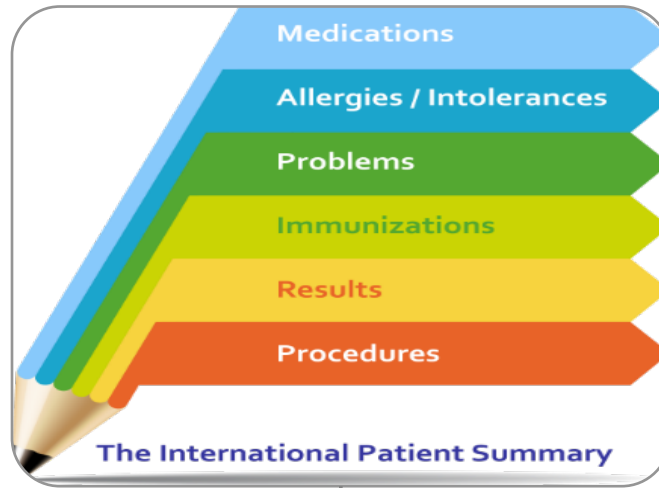 Medications
Allergies / Intolerances
Problems
Immunizations
Results
Procedures
The International Patient Summary